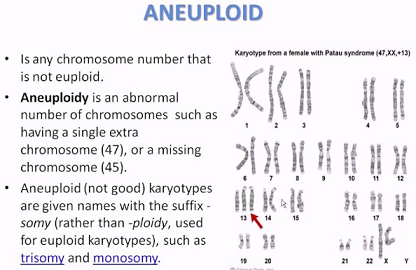 ANEUPLOID
• Is any chromosome number that
is not euploid.
• Aneuploidy is an abnormal
number of chromosomes such as
having a single extra
chromosome (47), or a missing
chromosome (45).
• Aneuploid (not good) karyotypes
are given names with the suffix -
somy (rather than -ploidy, used
for euploid karyotypes), such as
trisomy and monosomy.
Karyotype from a female with Patau syndrome (47,XX,+13)
1 2 3 4 5
6 7 8 9 10 11 12
13 14 15 16 17 18
19 20 21 22 X Y